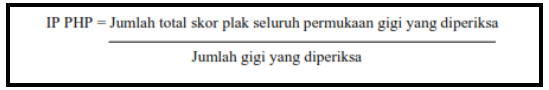 IP PHP = Jumlah total skor plak seluruh permukaan gigi yang diperiksa
Jumlah gigi yang diperiksa